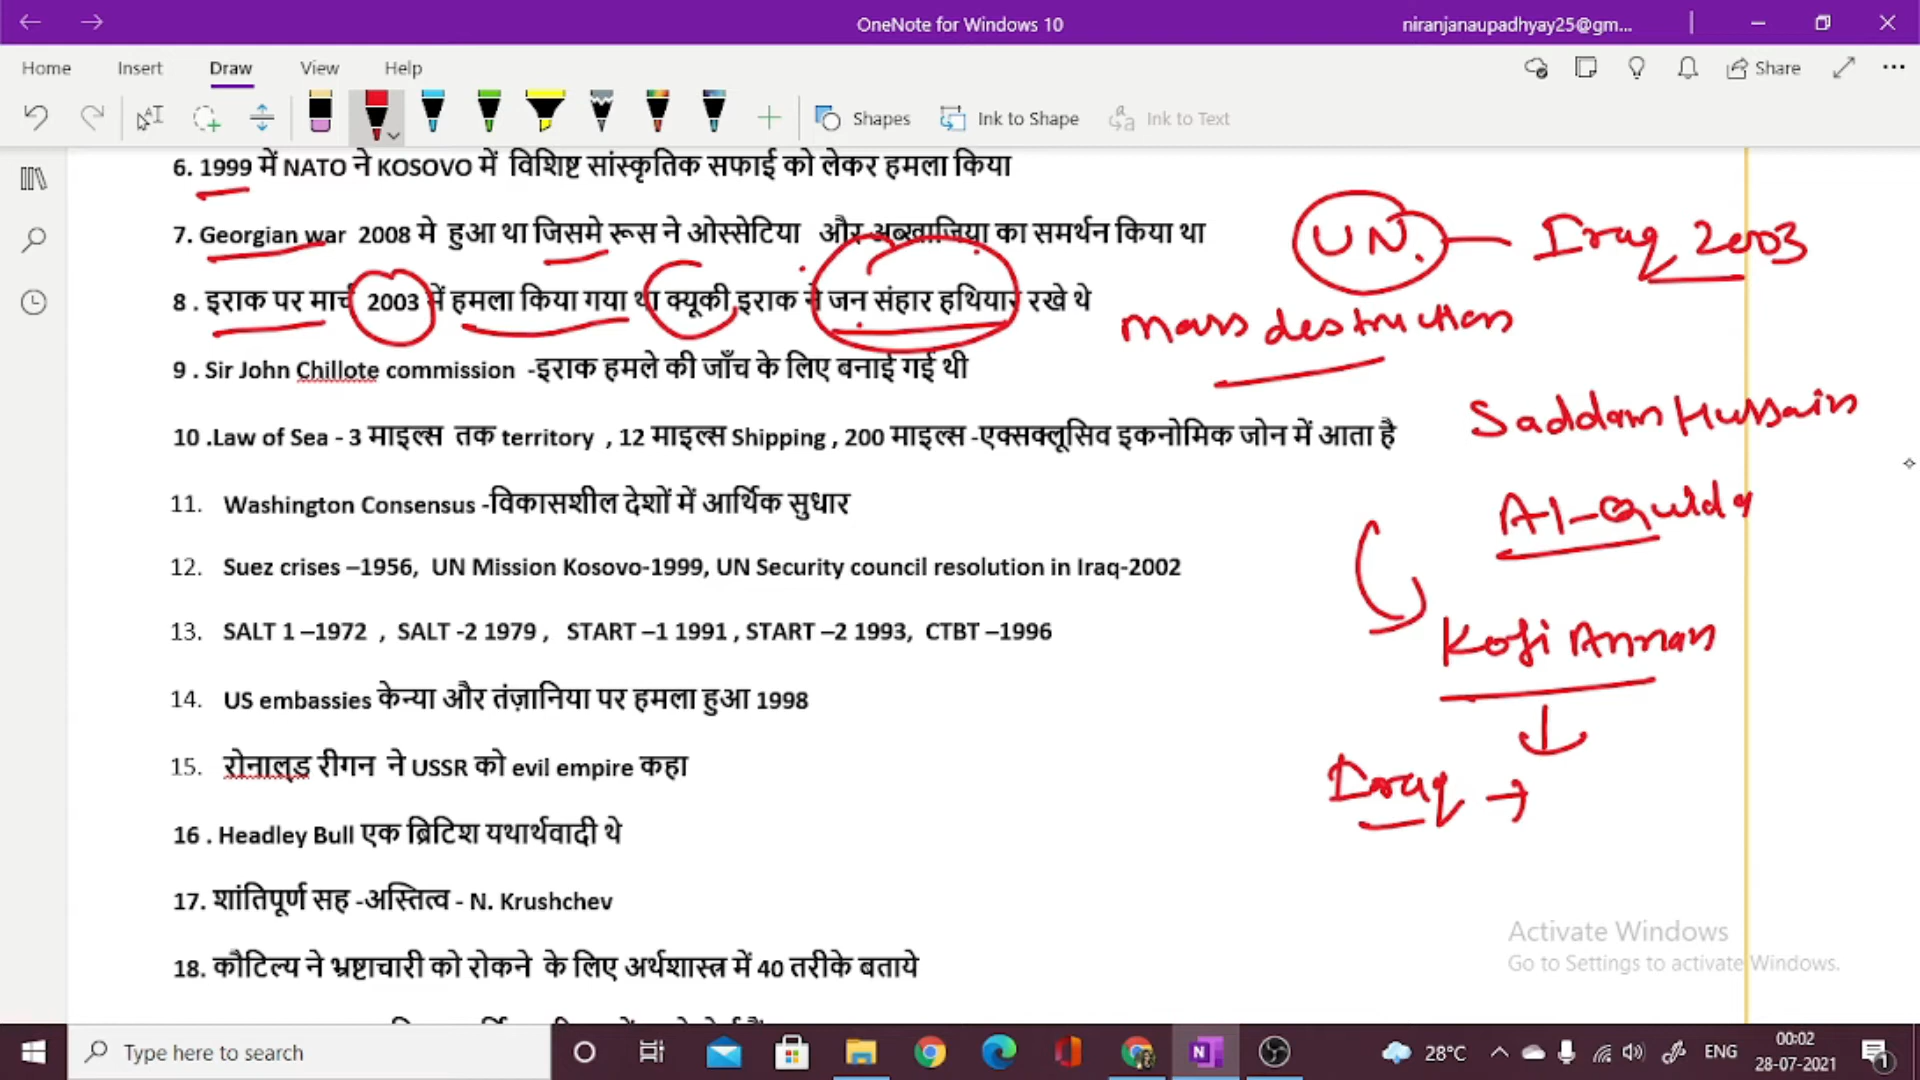 OneNote for Windows 10
niranjanaupadhyay25@gm...
Home Insert Draw View Help
Share
Shapes Ink to Shape Ink to Text
6. 1999 में NATO ने KOSOVO में विशिष्ट सांस्कृतिक सफाई को लेकर हमला किया
7. Georgian war 2008 मे हुआ था जिसमे रूस ने ओस्सेटिया और अब्खाजिया का समर्थन किया था
UN. Iraq 2003
8 . इराक पर मार्च 2003 में हमला किया गया था क्यूकी इराक ने जन संहार हथियार रखे थे
mass destruction
9 . Sir John Chillote commission -इराक हमले की जाँच के लिए बनाई गई थी
Saddam Hussain
10 .Law of Sea - 3 माइल्स तक territory , 12 माइल्स Shipping , 200 माइल्स -एक्सक्लूसिव इकनोमिक जोन में आता है
11. Washington Consensus -विकासशील देशों में आर्थिक सुधार
Al-Quida
12. Suez crises –1956, UN Mission Kosovo-1999, UN Security council resolution in Iraq-2002
13. SALT 1 –1972 , SALT -2 1979 , START –1 1991 , START –2 1993, CTBT –1996
Kofi Annan
14. US embassies केन्या और तंज़ानिया पर हमला हुआ 1998
15. रोनाल्ड रीगन ने USSR को evil empire कहा
Iraq
16 . Headley Bull एक ब्रिटिश यथार्थवादी थे
17. शांतिपूर्ण सह -अस्तित्व - N. Krushchev
18. कौटिल्य ने भ्रष्टाचारी को रोकने के लिए अर्थशास्त्र में 40 तरीके बताये
Activate Windows
Go to Settings to activate Windows.
Type here to search
28°C
ENG
00:02
28-07-2021
1